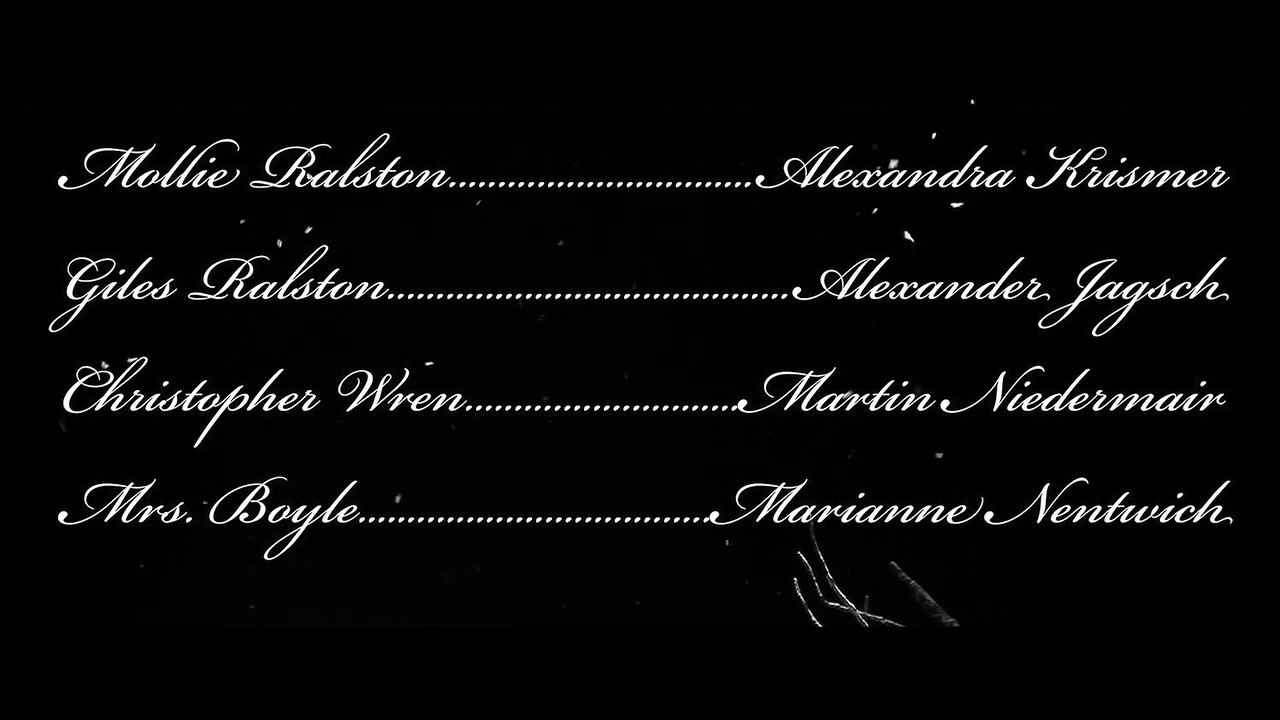 Mollie Ralston..............................Alexandra Krismer
Giles Ralston........................................Alexander Jagsch
Christopher Wren...........................Martin Niedermair
Mrs. Boyle...................................Marianne Nentwich